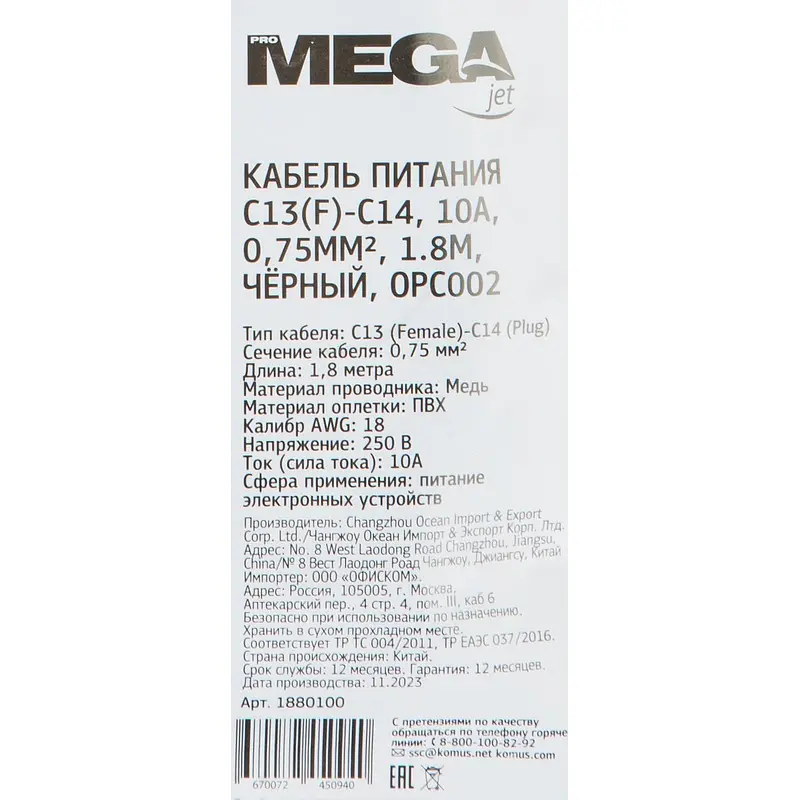 PRO
MEGA
jet
КАБЕЛЬ ПИТАНИЯ
C13(F)-C14, 10A,
0,75ММ², 1.8М,
ЧЁРНЫЙ, OPC002
Тип кабеля: C13 (Female)-C14 (Plug)
Сечение кабеля: 0,75 мм²
Длина: 1,8 метра
Материал проводника: Медь
Материал оплетки: ПВХ
Калибр AWG: 18
Напряжение: 250 В
Ток (сила тока): 10А
Сфера применения: питание
электронных устройств
Производитель: Changzhou Ocean Import & Export
Corp. Ltd./Чангжоу Океан Импорт & Экспорт Корп. Лтд.
Адрес: No. 8 West Laodong Road Changzhou, Jiangsu,
China/№ 8 Вест Лаодонг Роад Чангжоу, Джиангсу, Китай
Импортер: ООО «ОФИСКОМ».
Адрес: Россия, 105005, г. Москва,
Аптекарский пер., 4 стр. 4, пом. III, каб 6
Безопасно при использовании по назначению.
Хранить в сухом прохладном месте.
Соответствует ТР ТС 004/2011, ТР ЕАЭС 037/2016.
Страна происхождения: Китай.
Срок службы: 12 месяцев. Гарантия: 12 месяцев.
Дата производства: 11.2023
Арт. 1880100
670072 450940
С претензиями по качеству
обращаться по телефону горяче
линии: 8-800-100-82-92
ssc@komus.net komus.com
EAC